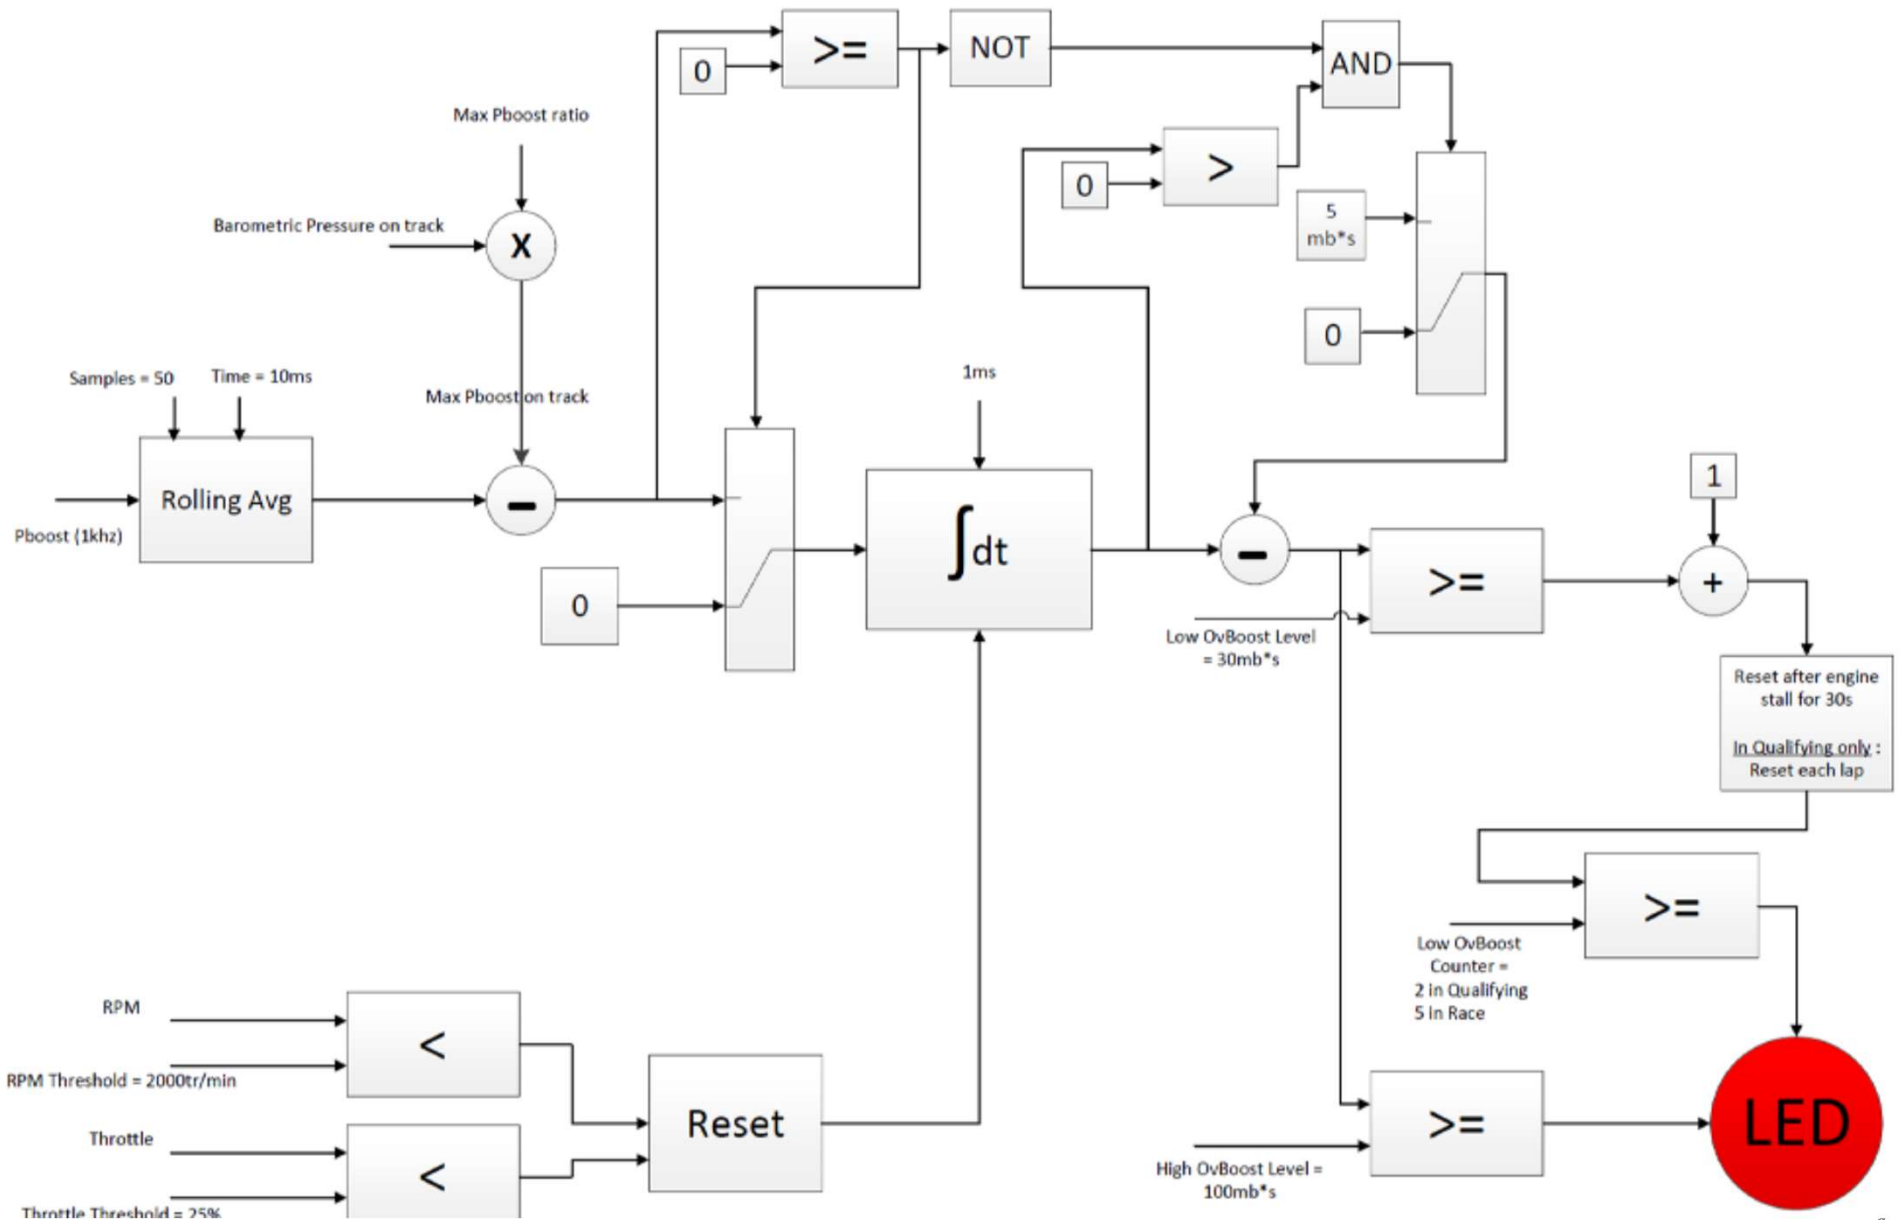 >=
NOT
0
AND
Max Pboost ratio
>
0
5
mb*s
Barometric Pressure on track
X
0
Samples = 50
Time = 10ms
1ms
Max Pboost on track
Rolling Avg
-
Pboost (1khz)
1
∫dt
-
>=
+
0
Low OvBoost Level
= 30mb*s
Reset after engine
stall for 30s
In Qualifying only :
Reset each lap
>=
Low OvBoost
Counter =
2 in Qualifying
5 in Race
RPM
<
RPM Threshold = 2000tr/min
Reset
>=
LED
Throttle
<
High OvBoost Level =
100mb*s
Throttle Threshold = 25%